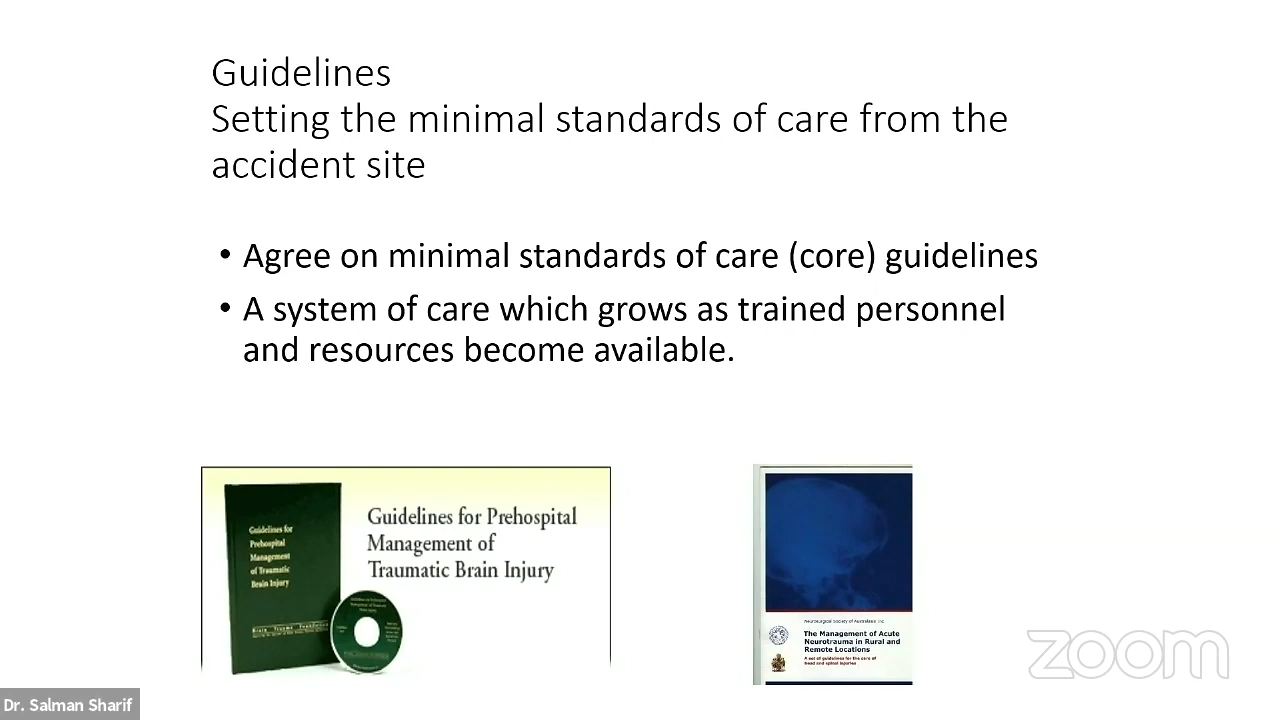 Guidelines
Setting the minimal standards of care from the
accident site
• Agree on minimal standards of care (core) guidelines
• A system of care which grows as trained personnel
and resources become available.
Guidelines for
Prehospital
Management
of Traumatic
Brain Injury
Brain Trauma Foundation
Guidelines for Prehospital
Management of
Traumatic Brain Injury
Neurosurgical Society of Australasia Inc
The Management of Acute
Neurotrauma in Rural and
Remote Locations
A set of guidelines for the care of
head and spinal injuries
zoom
Dr. Salman Sharif